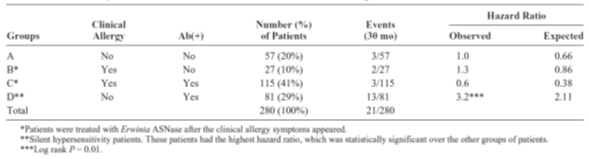 Hazard Ratio
Clinical Number (%) Events
Groups Allergy Ab(+) of Patients (30 mo) Observed Expected
A No No 57 (20%) 3/57 1.0 0.66
B* Yes No 27 (10%) 2/27 1.3 0.86
C* Yes Yes 115 (41%) 3/115 0.6 0.38
D** No Yes 81 (29%) 13/81 3.2*** 2.11
Total 280 (100%) 21/280
*Patients were treated with Erwinia ASNase after the clinical allergy symptoms appeared.
**Silent hypersensitivity patients. These patients had the highest hazard ratio, which was statistically significant over the other groups of patients.
***Log rank P = 0.01.